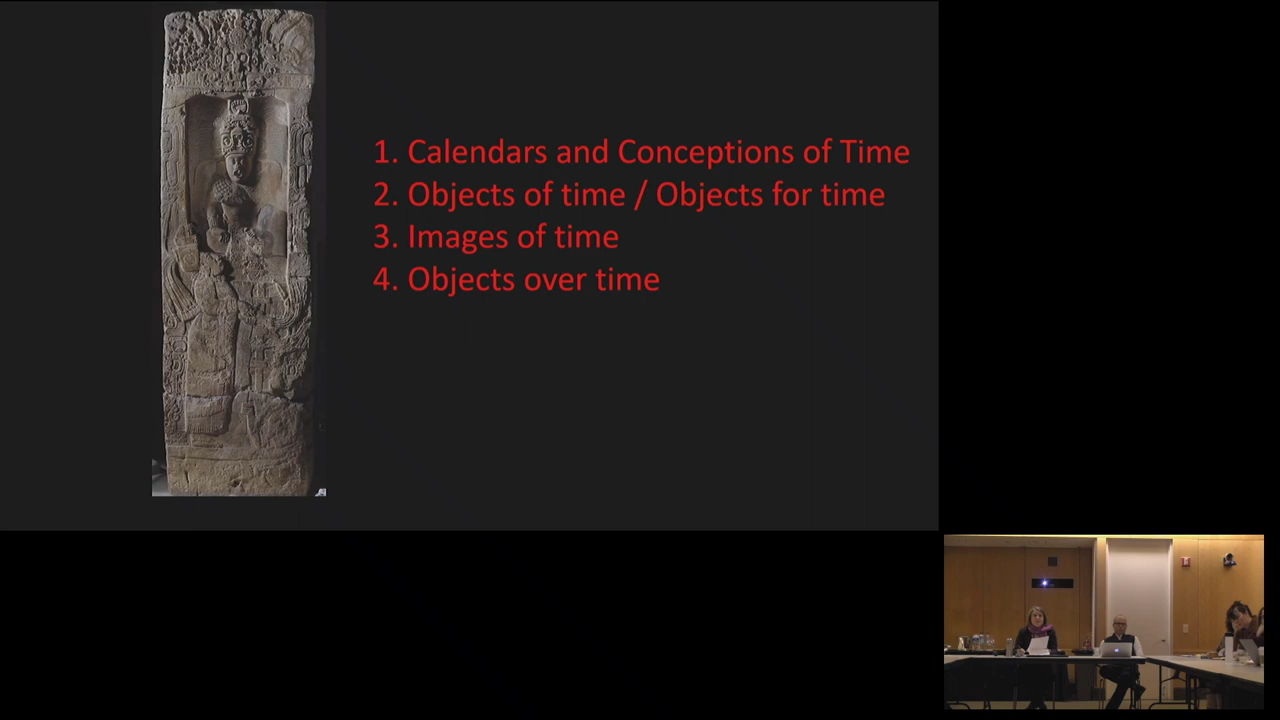 1. Calendars and Conceptions of Time
2. Objects of time / Objects for time
3. Images of time
4. Objects over time